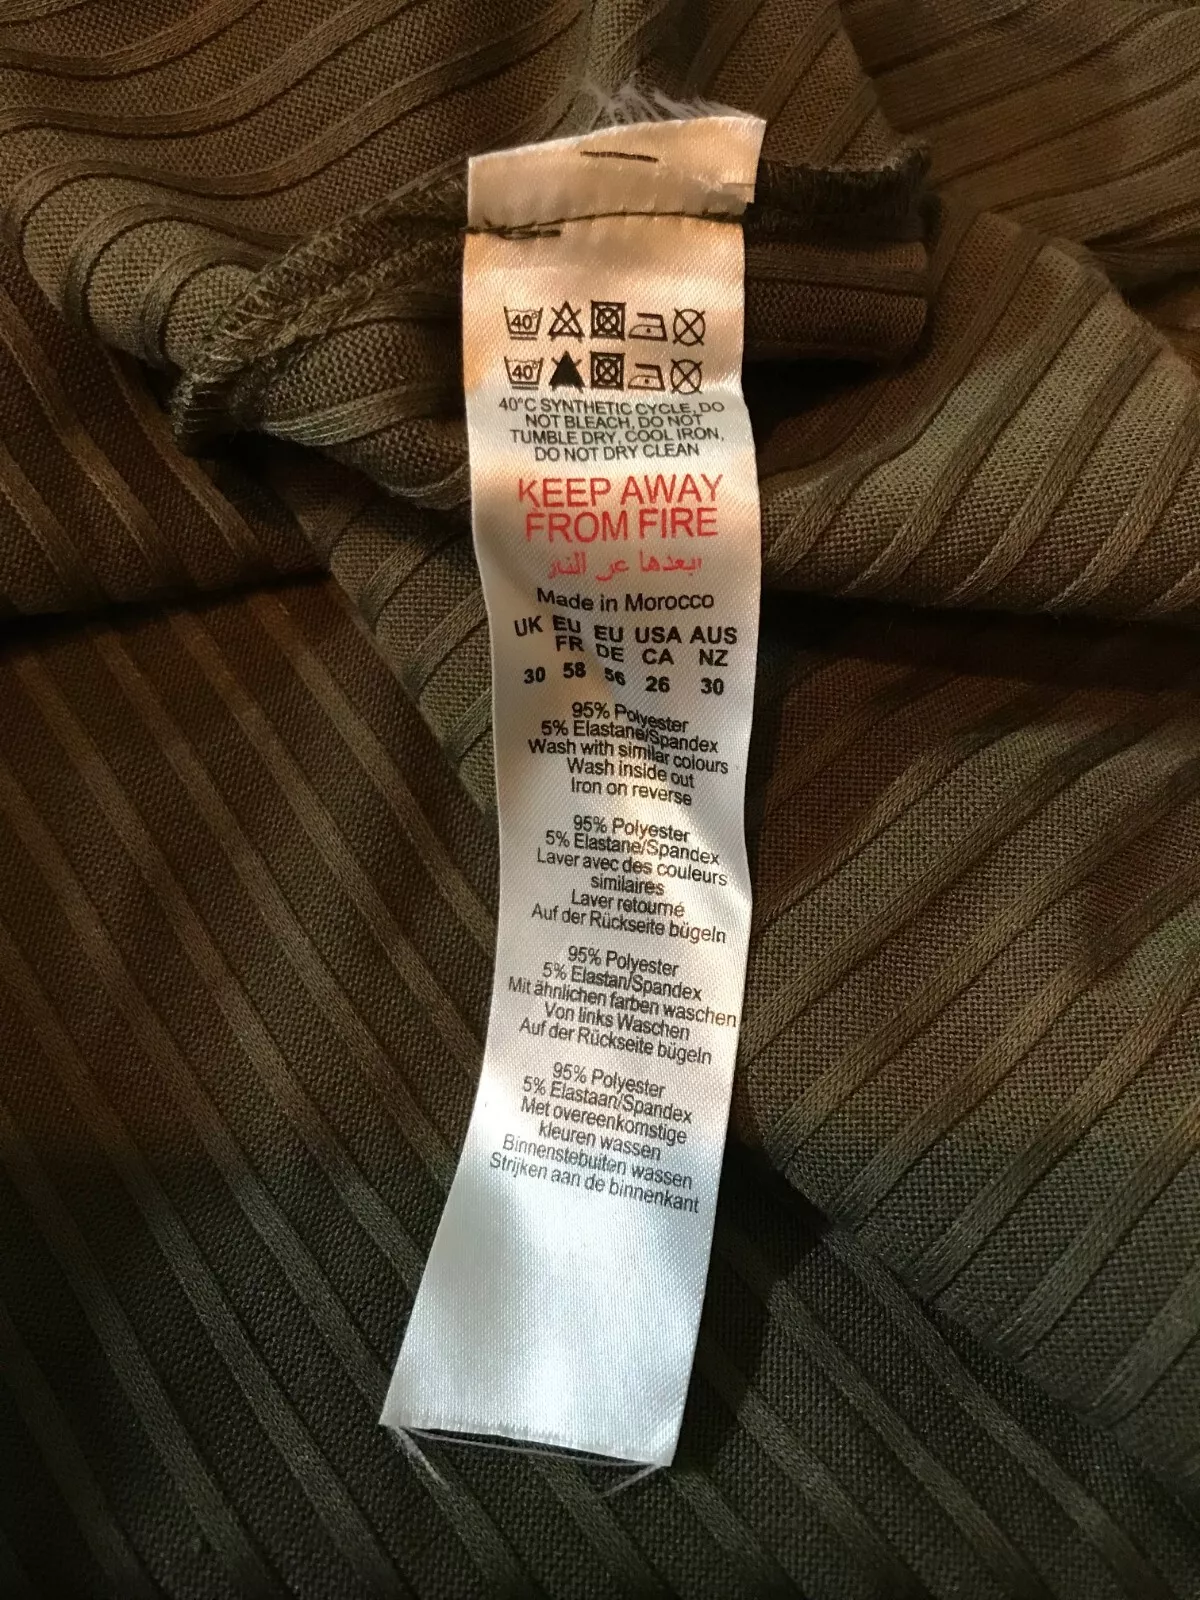 40°
40°
40°C SYNTHETIC CYCLE, DO
NOT BLEACH, DO NOT
TUMBLE DRY, COOL IRON,
DO NOT DRY CLEAN
KEEP AWAY
FROM FIRE
ابعدها عن النار
Made in Morocco
UK EU EU USA AUS
FR DE CA NZ
30 58 56 26 30
95% Polyester
5% Elastane/Spandex
Wash with similar colours
Wash inside out
Iron on reverse
95% Polyester
5% Elastane/Spandex
Laver avec des couleurs
similaires
Laver retourné
Auf der Rückseite bügeln
95% Polyester
5% Elastan/Spandex
Mit ähnlichen farben waschen
Von links Waschen
Auf der Rückseite bügeln
95% Polyester
5% Elastaan/Spandex
Met overeenkomstige
kleuren wassen
Binnenstebuiten wassen
Strijken aan de binnenkant